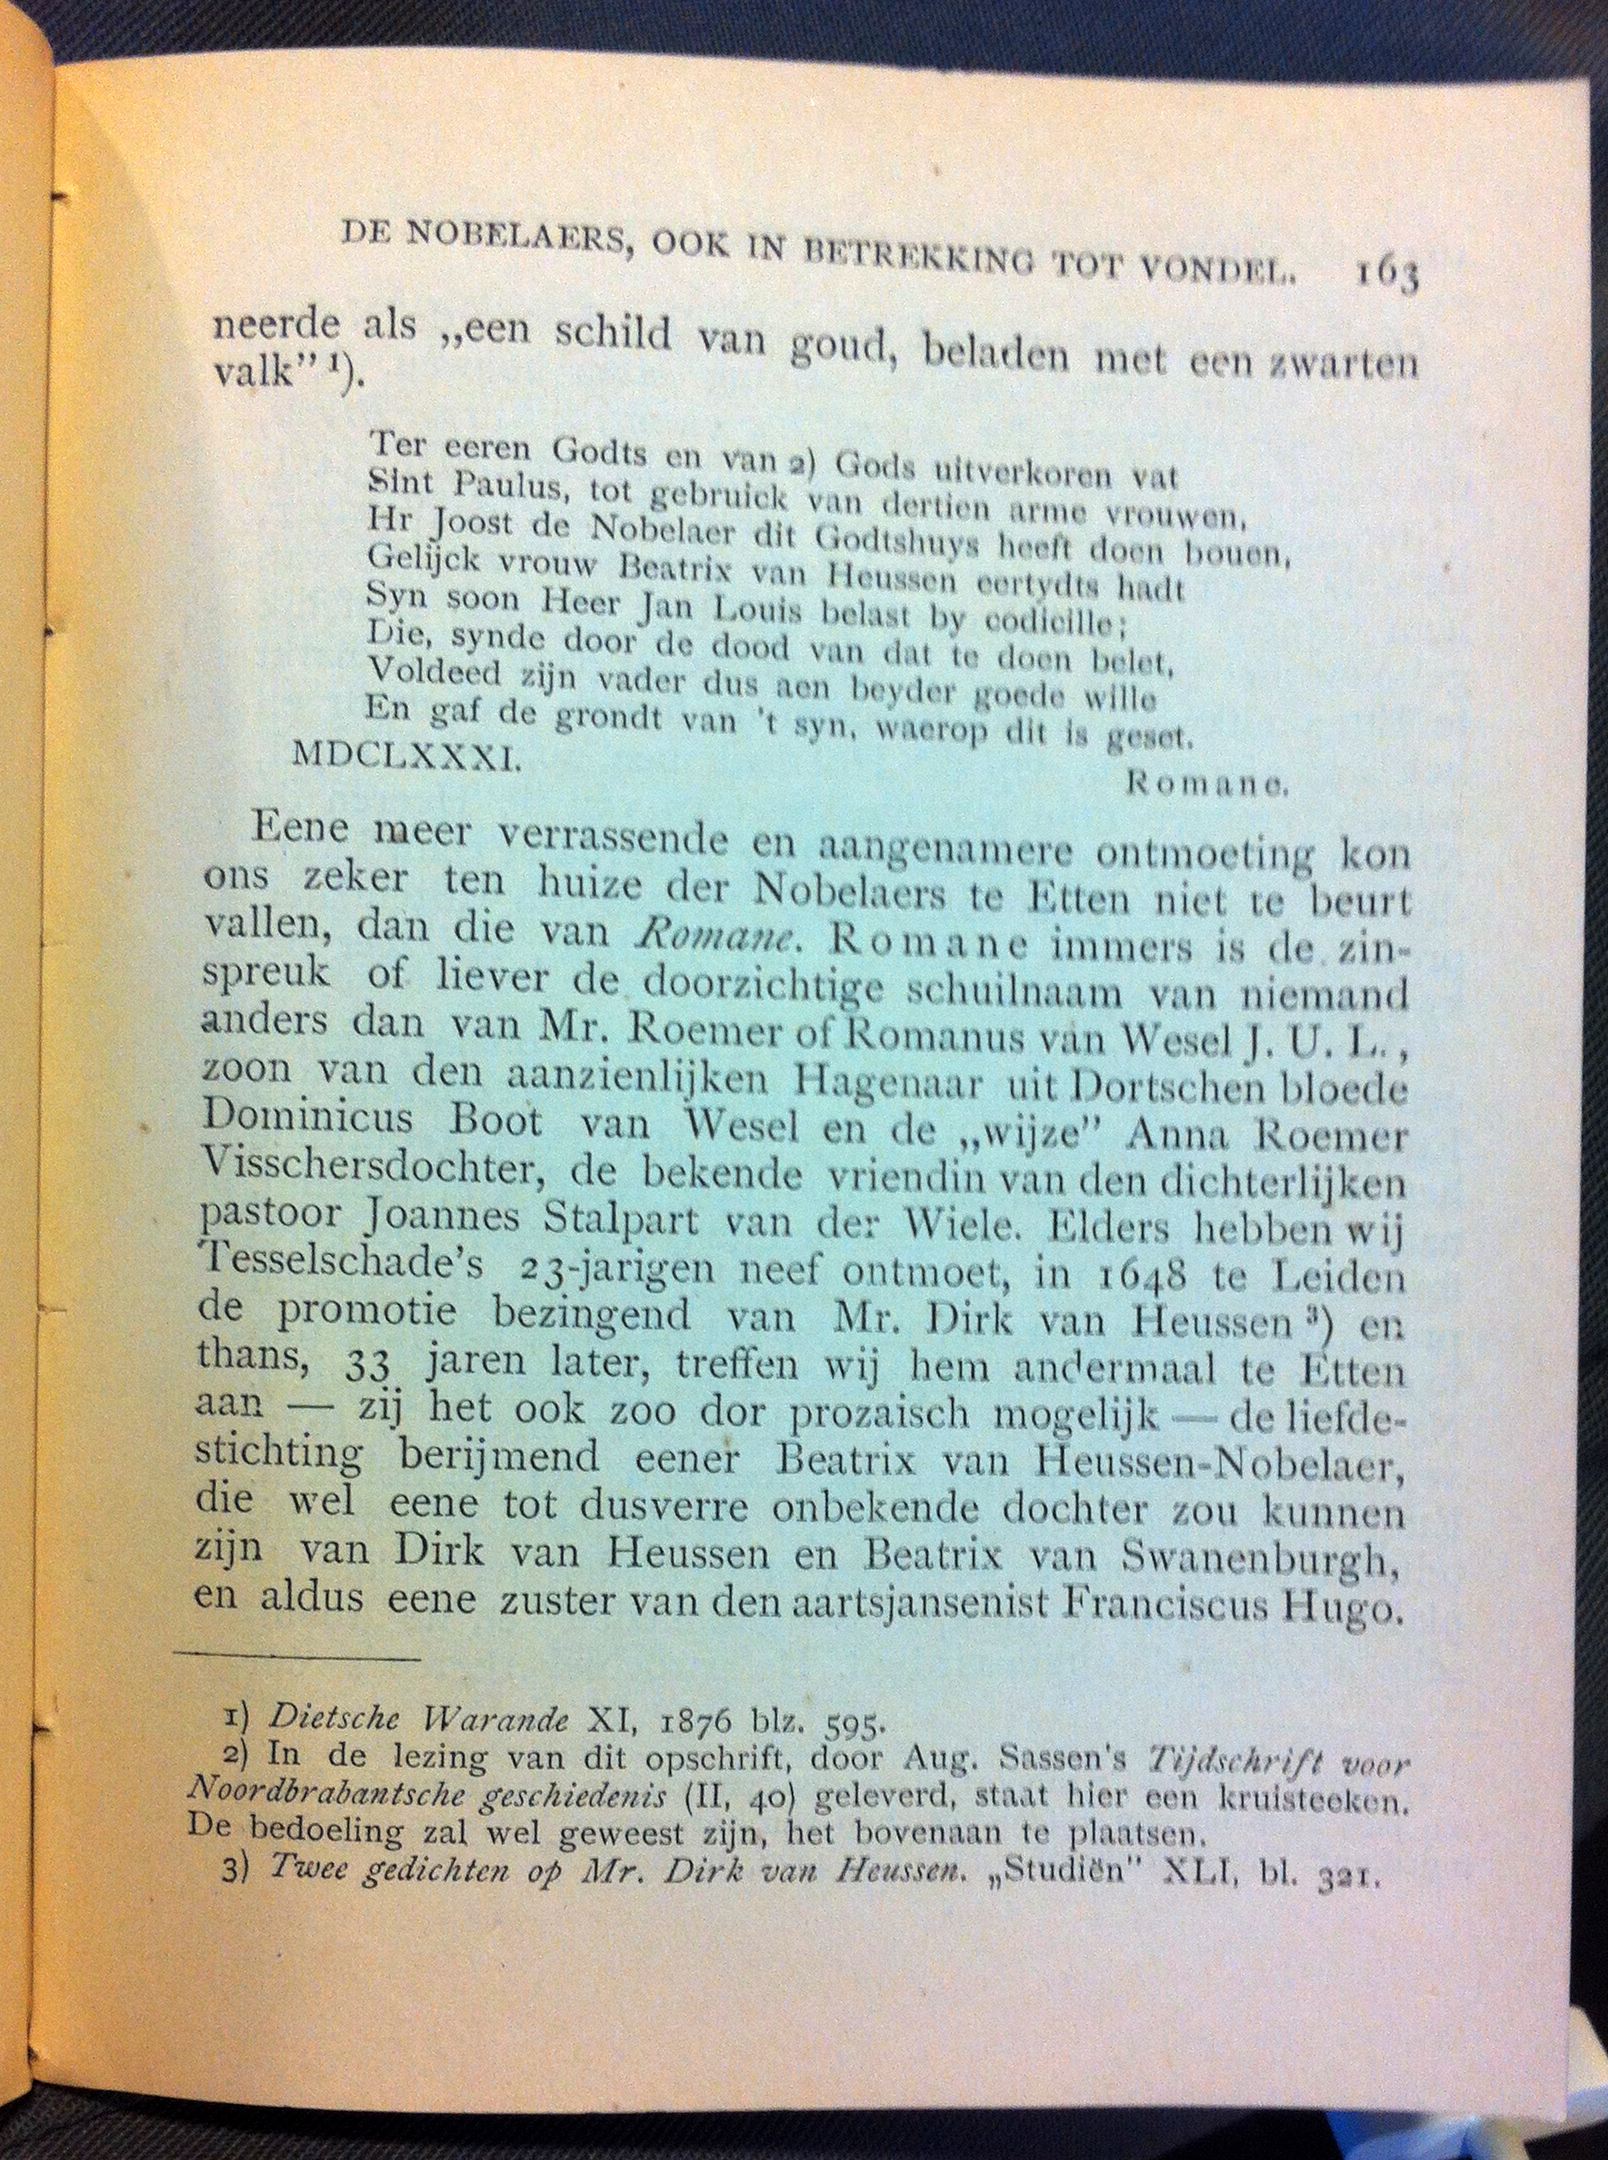 DE NOBELAERS, OOK IN BETREKKING TOT VONDEL. 163
neerde als „een schild van goud, beladen met een zwarten
valk” 1).
Ter eeren Godts en van 2) Gods uitverkoren vat
Sint Paulus, tot gebruick van dertien arme vrouwen,
Hr Joost de Nobelaer dit Godtshuys heeft doen bouen,
Gelijck vrouw Beatrix van Heussen eertydts hadt
Syn soon Heer Jan Louis belast by codicille;
Die, synde door de dood van dat te doen belet,
Voldeed zijn vader dus aen beyder goede wille
En gaf de grondt van 't syn, waerop dit is geset.
MDCLXXXI.
Romane.
Eene meer verrassende en aangenamere ontmoeting kon
ons zeker ten huize der Nobelaers te Etten niet te beurt
vallen, dan die van Romane. Romane immers is de zin-
spreuk of liever de doorzichtige schuilnaam van niemand
anders dan van Mr. Roemer of Romanus van Wesel J. U. L.,
zoon van den aanzienlijken Hagenaar uit Dortschen bloede
Dominicus Boot van Wesel en de „wijze” Anna Roemer
Visschersdochter, de bekende vriendin van den dichterlijken
pastoor Joannes Stalpart van der Wiele. Elders hebben wij
Tesselschade's 23-jarigen neef ontmoet, in 1648 te Leiden
de promotie bezingend van Mr. Dirk van Heussen 3) en
thans, 33 jaren later, treffen wij hem andermaal te Etten
aan — zij het ook zoo dor prozaisch mogelijk — de liefde-
stichting berijmend eener Beatrix van Heussen-Nobelaer,
die wel eene tot dusverre onbekende dochter zou kunnen
zijn van Dirk van Heussen en Beatrix van Swanenburgh,
en aldus eene zuster van den aartsjansenist Franciscus Hugo.
1) Dietsche Warande XI, 1876 blz. 595.
2) In de lezing van dit opschrift, door Aug. Sassen's Tijdschrift voor
Noordbrabantsche geschiedenis (II, 40) geleverd, staat hier een kruisteeken.
De bedoeling zal wel geweest zijn, het bovenaan te plaatsen.
3) Twee gedichten op Mr. Dirk van Heussen. „Studiën” XLI, bl. 321.